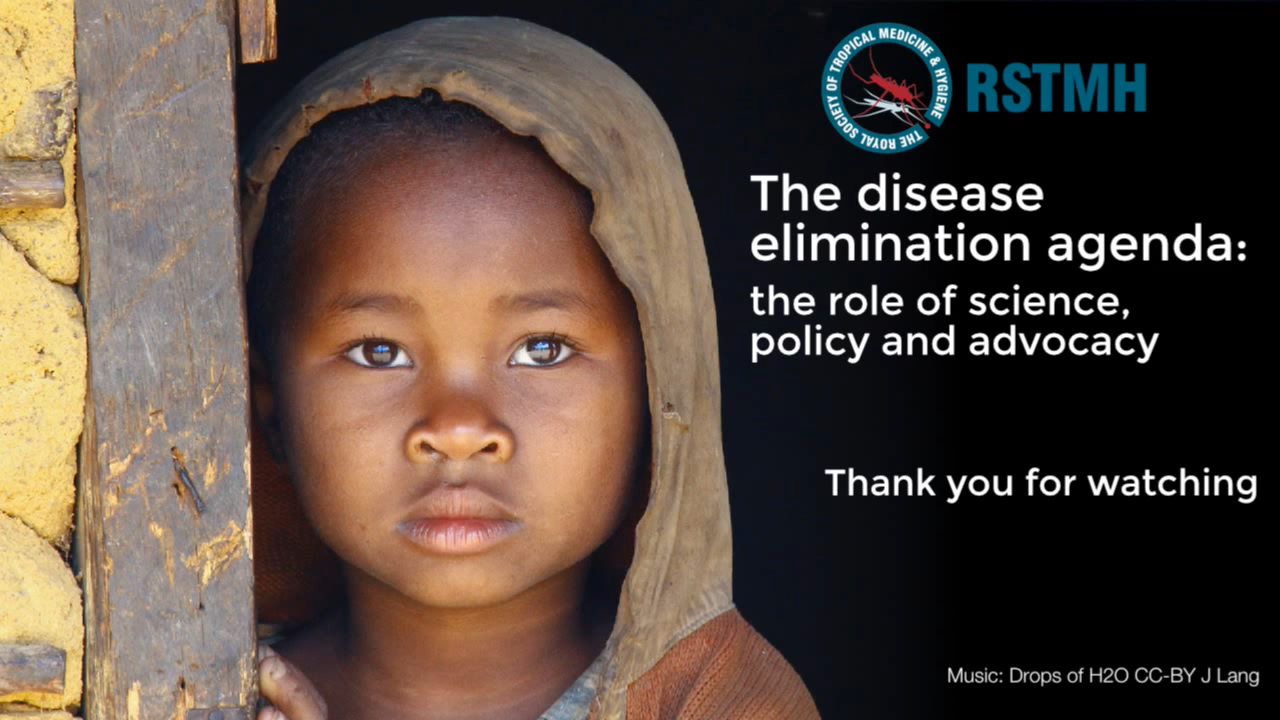 THE ROYAL SOCIETY OF TROPICAL MEDICINE & HYGIENE
RSTMH
The disease
elimination agenda:
the role of science,
policy and advocacy
Thank you for watching
Music: Drops of H2O CC-BY J Lang